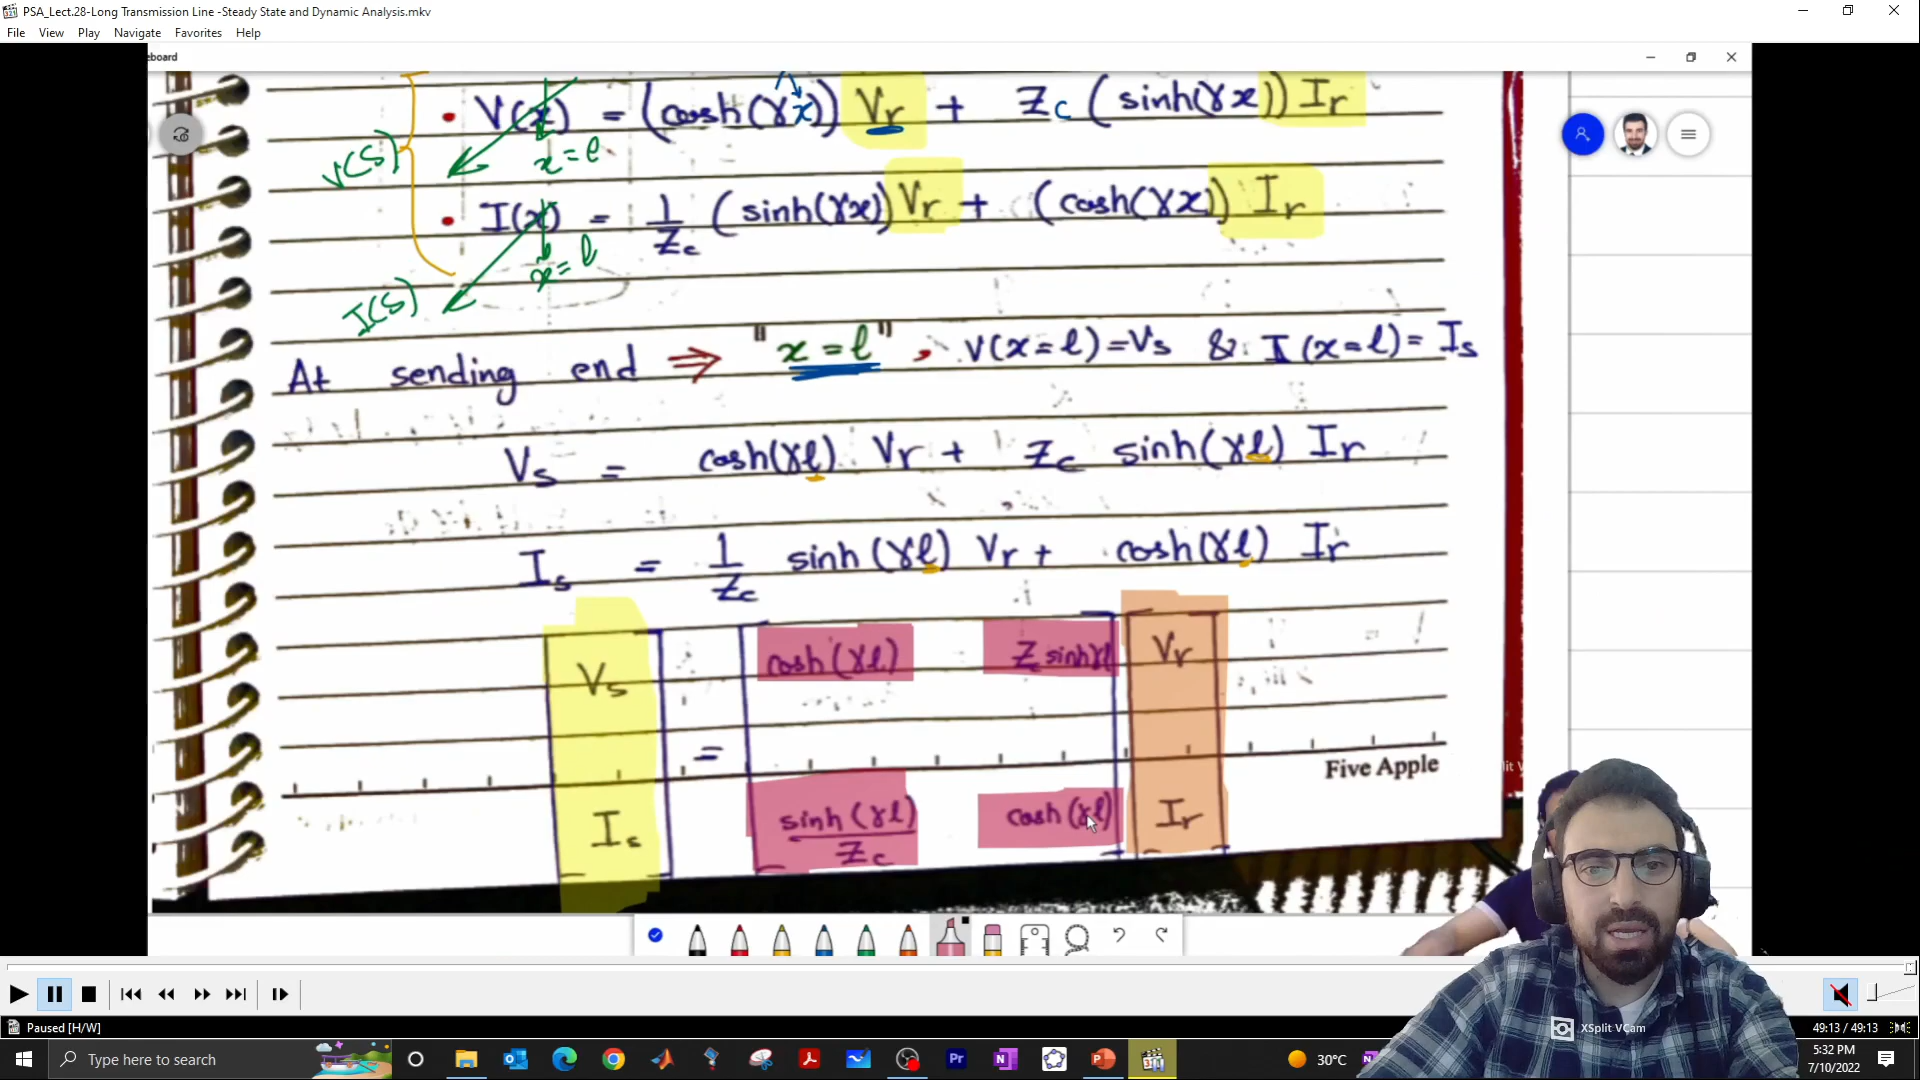 PSA_Lect.28-Long Transmission Line -Steady State and Dynamic Analysis.mkv
File View Play Navigate Favorites Help
eboard
• V(x) = (cosh(γx)) Vr + Zc (sinh(γx)) Ir
V(S)
x=l
• I(x) = 1/Zc (sinh(γx)) Vr + (cosh(γx)) Ir
x=l
I(S)
At sending end ⇒ "x=l" , V(x=l)=Vs & I(x=l)=Is
Vs = cosh(γl) Vr + Zc sinh(γl) Ir
Is = 1/Zc sinh(γl) Vr + cosh(γl) Ir
Vs cosh(γl) Z sinhγl Vr
=
Five Apple
Is sinh(γl)/Zc cosh(γl) Ir
Paused [H/W]
XSplit VCam
49:13 / 49:13
Type here to search
30°C
5:32 PM
7/10/2022